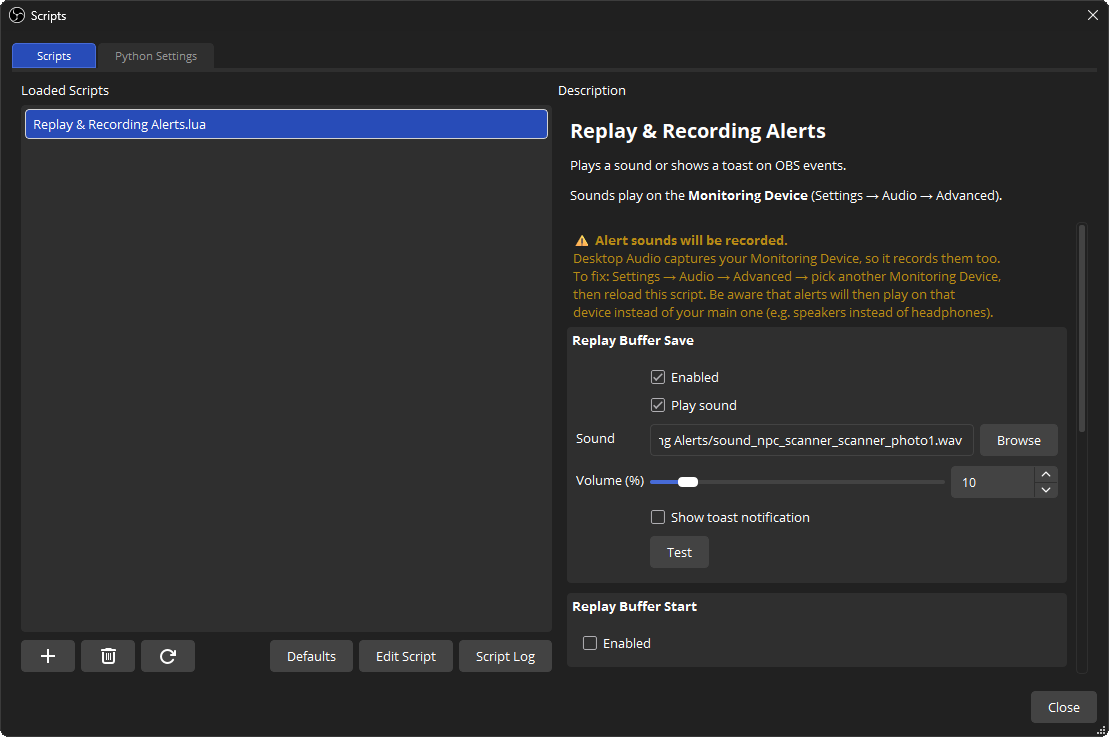 Scripts
Scripts
Python Settings
Loaded Scripts
Replay & Recording Alerts.lua
Defaults
Edit Script
Script Log
Description
Replay & Recording Alerts
Plays a sound or shows a toast on OBS events.
Sounds play on the Monitoring Device (Settings → Audio → Advanced).
⚠ Alert sounds will be recorded.
Desktop Audio captures your Monitoring Device, so it records them too.
To fix: Settings → Audio → Advanced → pick another Monitoring Device,
then reload this script. Be aware that alerts will then play on that
device instead of your main one (e.g. speakers instead of headphones).
Replay Buffer Save
Enabled
Play sound
Sound
ng Alerts/sound_npc_scanner_scanner_photo1.wav
Browse
Volume (%)
10
Show toast notification
Test
Replay Buffer Start
Enabled
Close